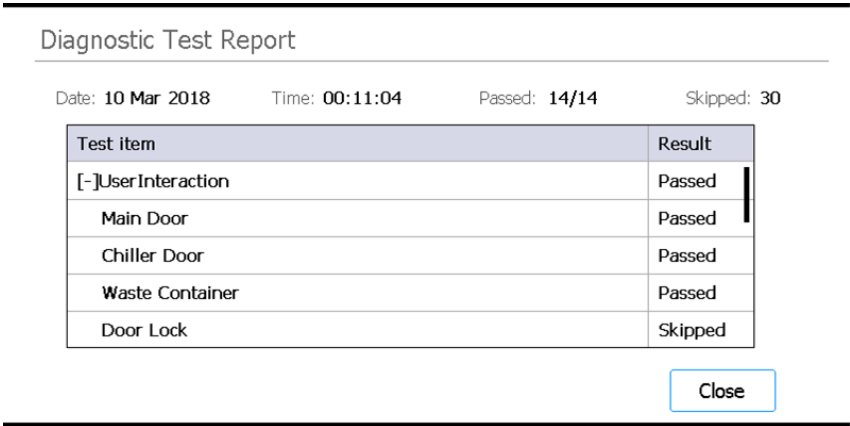 Diagnostic Test Report
Date: 10 Mar 2018 Time: 00:11:04 Passed: 14/14 Skipped: 30
Test item Result
[-]UserInteraction Passed
Main Door Passed
Chiller Door Passed
Waste Container Passed
Door Lock Skipped
Close